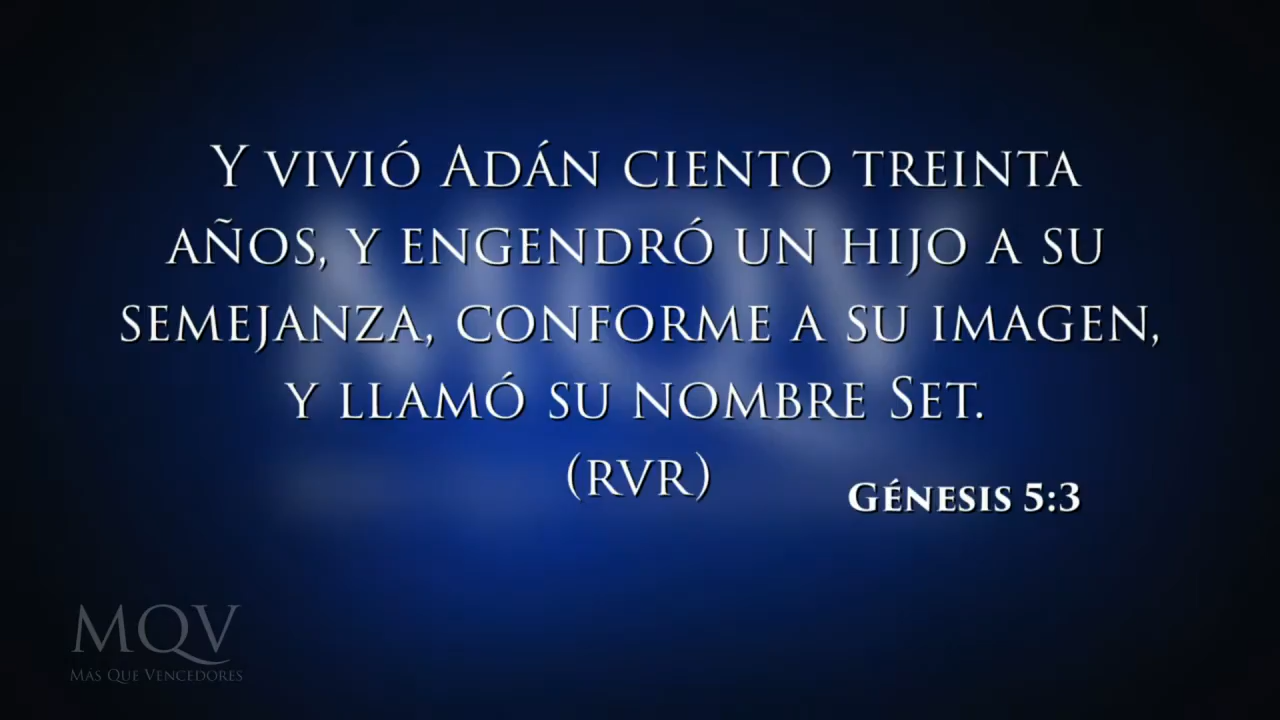 Y vivió Adán ciento treinta
años, y engendró un hijo a su
semejanza, conforme a su imagen,
y llamó su nombre Set.
(rvr)
Génesis 5:3
MQV
Más Que Vencedores